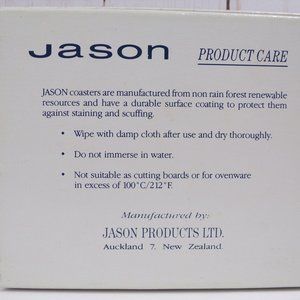 Jason PRODUCT CARE
JASON coasters are manufactured from non rain forest renewable
resources and have a durable surface coating to protect them
against staining and scuffing.
• Wipe with damp cloth after use and dry thoroughly.
• Do not immerse in water.
• Not suitable as cutting boards or for ovenware
in excess of 100°C/212°F.
Manufactured by:
JASON PRODUCTS LTD.
Auckland 7, New Zealand.